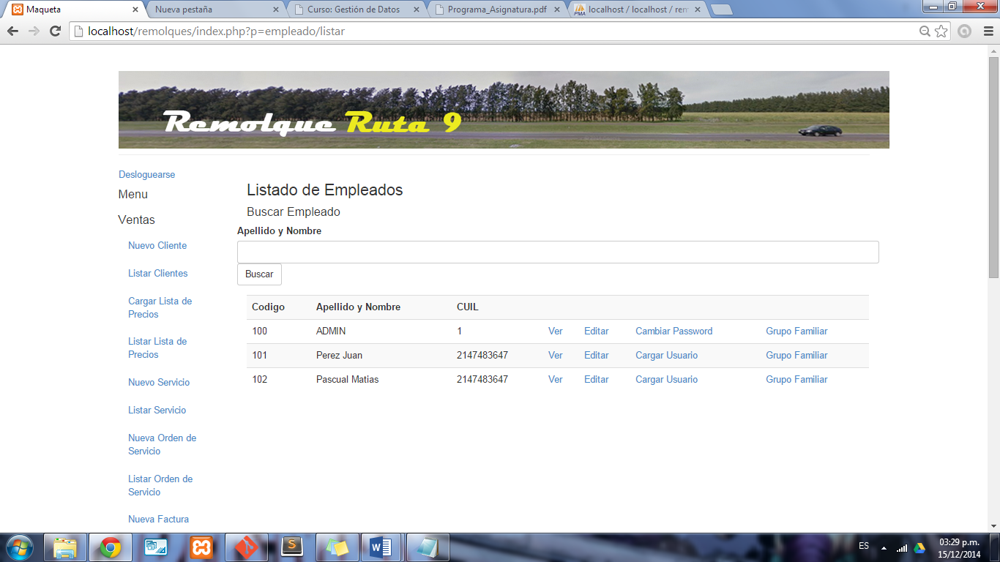 Maqueta
Nueva pestaña
Curso: Gestión de Datos
Programa_Asignatura.pdf
localhost / localhost / rem
localhost/remolques/index.php?p=empleado/listar
Remolque Ruta 9
Desloguearse
Menu
Ventas
Nuevo Cliente
Listar Clientes
Cargar Lista de
Precios
Listar Lista de
Precios
Nuevo Servicio
Listar Servicio
Nueva Orden de
Servicio
Listar Orden de
Servicio
Nueva Factura
Listado de Empleados
Buscar Empleado
Apellido y Nombre
Buscar
Codigo Apellido y Nombre CUIL
100 ADMIN 1 Ver Editar Cambiar Password Grupo Familiar
101 Perez Juan 2147483647 Ver Editar Cargar Usuario Grupo Familiar
102 Pascual Matias 2147483647 Ver Editar Cargar Usuario Grupo Familiar
ES
03:29 p.m.
15/12/2014